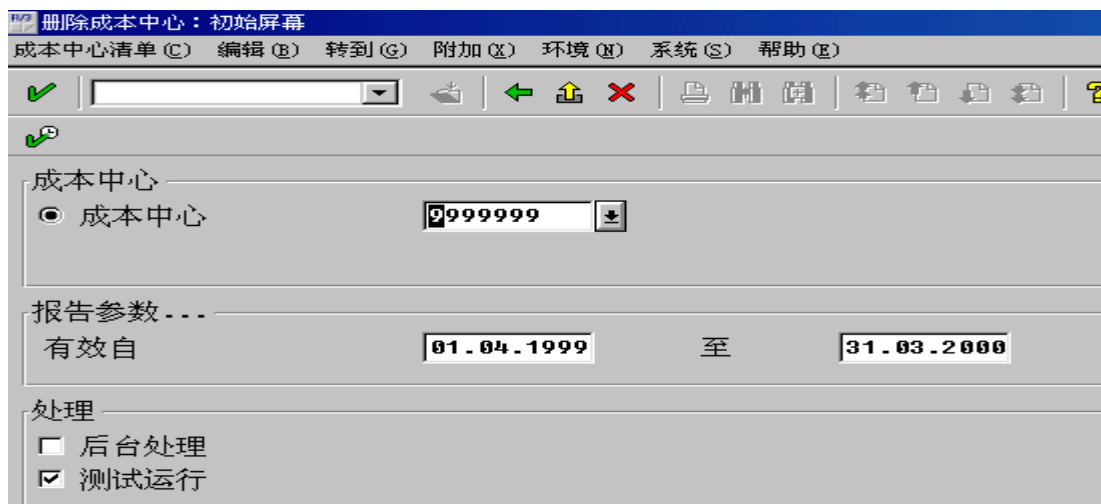 R/3 删除成本中心：初始屏幕
成本中心清单(C) 编辑(B) 转到(G) 附加(X) 环境(N) 系统(S) 帮助(E)
成本中心
成本中心 9999999
报告参数...
有效自 01.04.1999 至 31.03.2000
处理
后台处理
测试运行